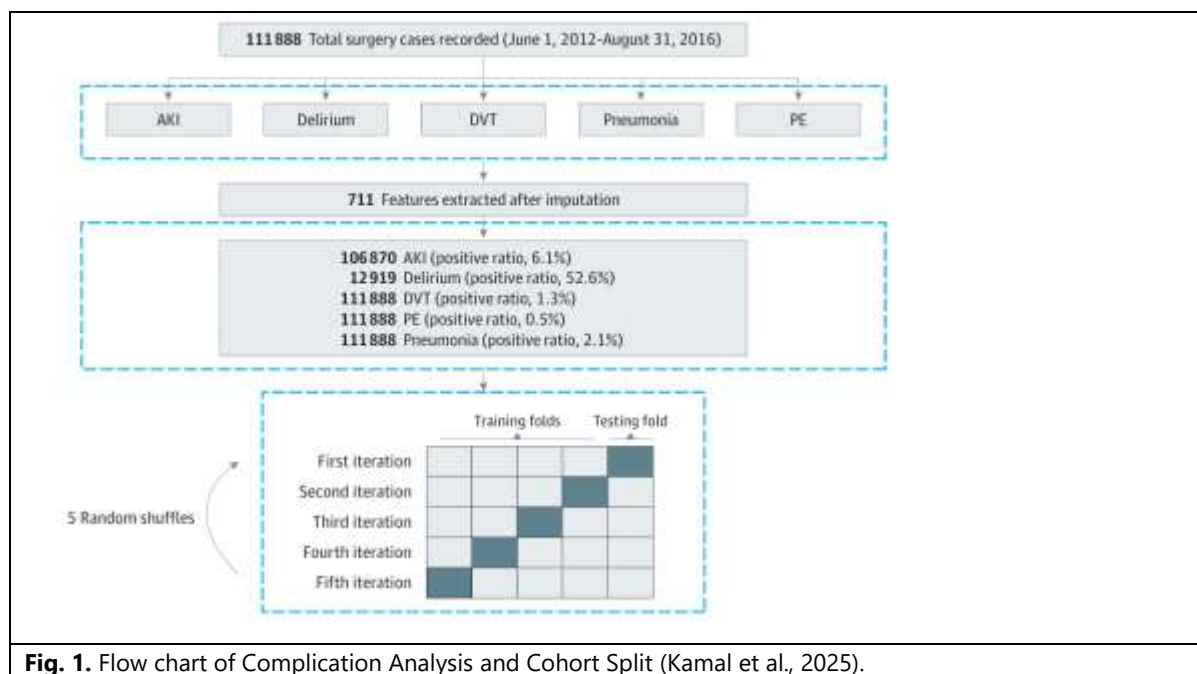 111888 Total surgery cases recorded (June 1, 2012-August 31, 2016)
AKI
Delirium
DVT
Pneumonia
PE
711 Features extracted after imputation
106870 AKI (positive ratio, 6.1%)
12919 Delirium (positive ratio, 52.6%)
111888 DVT (positive ratio, 1.3%)
111888 PE (positive ratio, 0.5%)
111888 Pneumonia (positive ratio, 2.1%)
Training folds
Testing fold
First iteration
Second iteration
Third iteration
Fourth iteration
Fifth iteration
5 Random shuffles
Fig. 1. Flow chart of Complication Analysis and Cohort Split (Kamal et al., 2025).